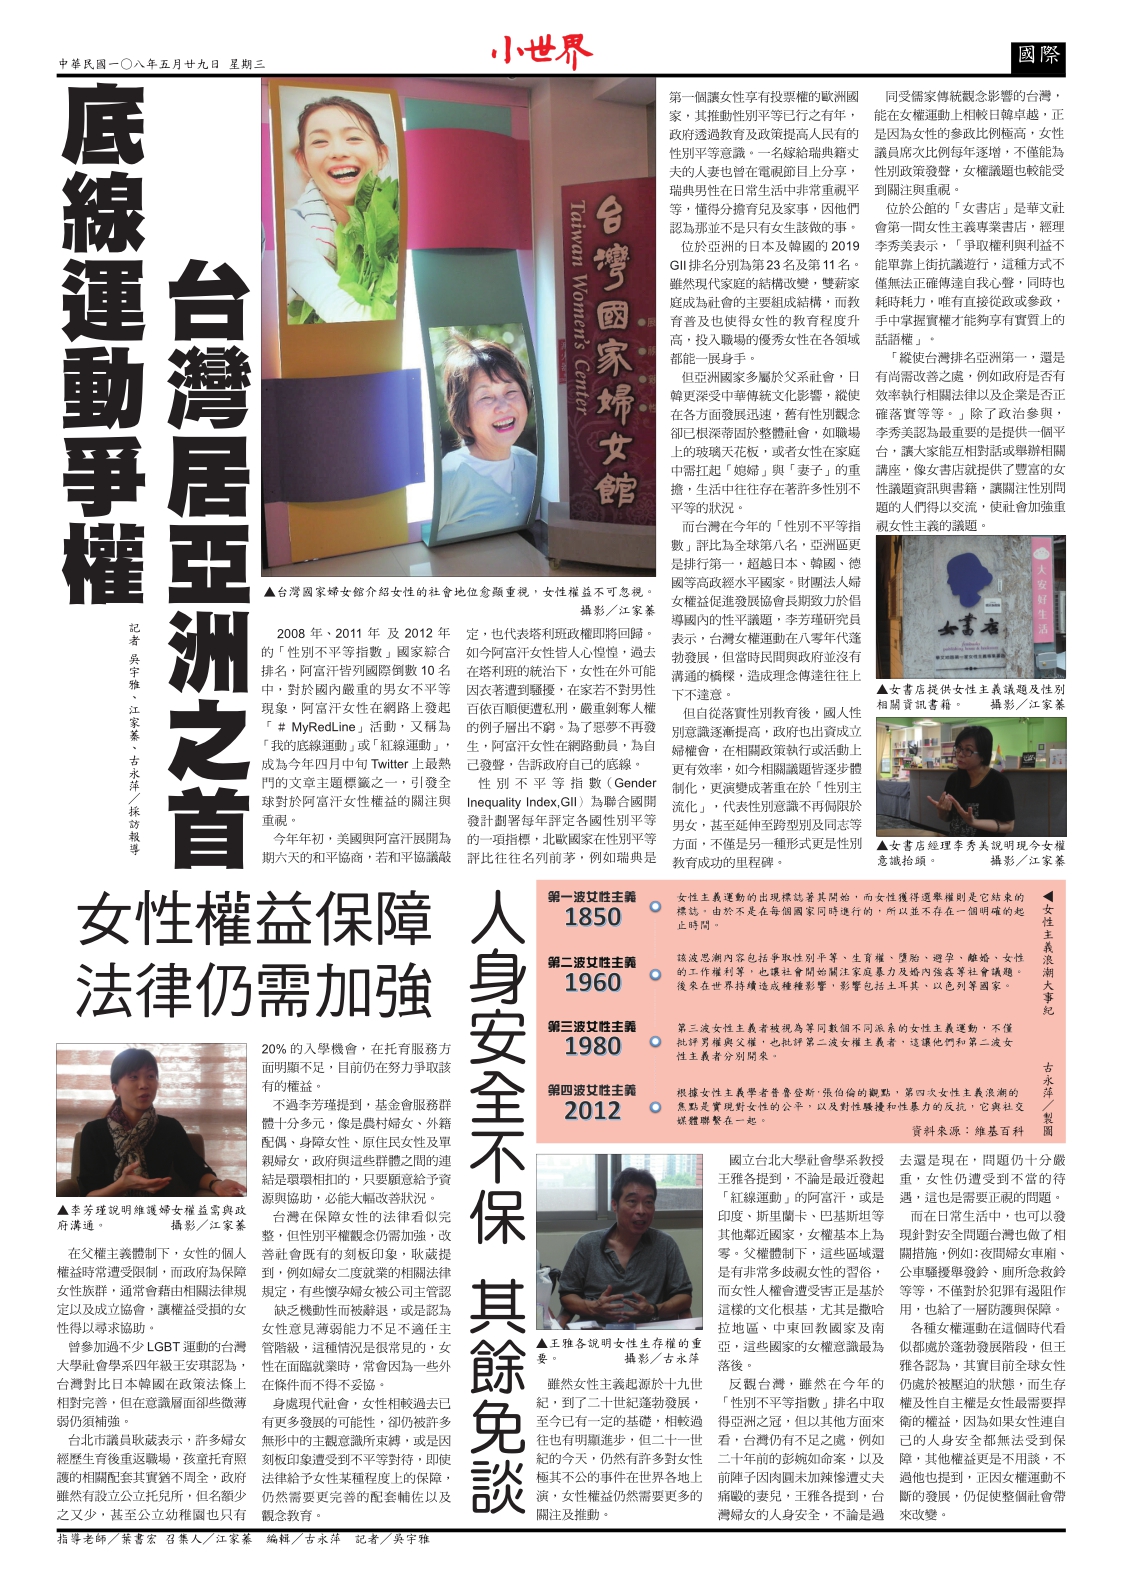 中華民國一〇八年五月廿九日 星期三
小世界
國際
底線運動爭權
台灣居亞洲之首
記者 吳宇雅、江家蓁、古永萍／採訪報導
台灣國家婦女館
Taiwan Women's Center
▲台灣國家婦女館介紹女性的社會地位愈顯重視，女性權益不可忽視。
攝影／江家蓁
2008 年、2011 年 及 2012 年
的「性別不平等指數」國家綜合
排名，阿富汗皆列國際倒數 10 名
中，對於國內嚴重的男女不平等
現象，阿富汗女性在網路上發起
「 # MyRedLine」活動，又稱為
「我的底線運動」或「紅線運動」，
成為今年四月中旬 Twitter 上最熱
門的文章主題標籤之一，引發全
球對於阿富汗女性權益的關注與
重視。
今年年初，美國與阿富汗展開為
期六天的和平協商，若和平協議敲
定，也代表塔利班政權即將回歸。
如今阿富汗女性皆人心惶惶，過去
在塔利班的統治下，女性在外可能
因衣著遭到騷擾，在家若不對男性
百依百順便遭私刑，嚴重剝奪人權
的例子層出不窮。為了惡夢不再發
生，阿富汗女性在網路動員，為自
己發聲，告訴政府自己的底線。
性別不平等指數（Gender
Inequality Index,GII）為聯合國開
發計劃署每年評定各國性別平等
的一項指標，北歐國家在性別平等
評比往往名列前茅，例如瑞典是
第一個讓女性享有投票權的歐洲國
家，其推動性別平等已行之有年，
政府透過教育及政策提高人民有的
性別平等意識。一名嫁給瑞典籍丈
夫的人妻也曾在電視節目上分享，
瑞典男性在日常生活中非常重視平
等，懂得分擔育兒及家事，因他們
認為那並不是只有女生該做的事。
位於亞洲的日本及韓國的 2019
GII 排名分別為第 23 名及第 11 名。
雖然現代家庭的結構改變，雙薪家
庭成為社會的主要組成結構，而教
育普及也使得女性的教育程度升
高，投入職場的優秀女性在各領域
都能一展身手。
但亞洲國家多屬於父系社會，日
韓更深受中華傳統文化影響，縱使
在各方面發展迅速，舊有性別觀念
卻已根深蒂固於整體社會，如職場
上的玻璃天花板，或者女性在家庭
中需扛起「媳婦」與「妻子」的重
擔，生活中往往存在著許多性別不
平等的狀況。
而台灣在今年的「性別不平等指
數」評比為全球第八名，亞洲區更
是排行第一，超越日本、韓國、德
國等高政經水平國家。財團法人婦
女權益促進發展協會長期致力於倡
導國內的性平議題，李芳瑾研究員
表示，台灣女權運動在八零年代蓬
勃發展，但當時民間與政府並沒有
溝通的橋樑，造成理念傳達往往上
下不達意。
但自從落實性別教育後，國人性
別意識逐漸提高，政府也出資成立
婦權會，在相關政策執行或活動上
更有效率，如今相關議題皆逐步體
制化，更演變成著重在於「性別主
流化」，代表性別意識不再侷限於
男女，甚至延伸至跨型別及同志等
方面，不僅是另一種形式更是性別
教育成功的里程碑。
同受儒家傳統觀念影響的台灣，
能在女權運動上相較日韓卓越，正
是因為女性的參政比例極高，女性
議員席次比例每年逐增，不僅能為
性別政策發聲，女權議題也較能受
到關注與重視。
位於公館的「女書店」是華文社
會第一間女性主義專業書店，經理
李秀美表示，「爭取權利與利益不
能單靠上街抗議遊行，這種方式不
僅無法正確傳達自我心聲，同時也
耗時耗力，唯有直接從政或參政，
手中掌握實權才能夠享有實質上的
話語權」。
「縱使台灣排名亞洲第一，還是
有尚需改善之處，例如政府是否有
效率執行相關法律以及企業是否正
確落實等等。」除了政治參與，
李秀美認為最重要的是提供一個平
台，讓大家能互相對話或舉辦相關
講座，像女書店就提供了豐富的女
性議題資訊與書籍，讓關注性別問
題的人們得以交流，使社會加強重
視女性主義的議題。
女書店
大安好生活
▲女書店提供女性主義議題及性別
相關資訊書籍。 攝影／江家蓁
▲女書店經理李秀美說明現今女權
意識抬頭。 攝影／江家蓁
女性權益保障
法律仍需加強
▲李芳瑾說明維護婦女權益需與政
府溝通。 攝影／江家蓁
在父權主義體制下，女性的個人
權益時常遭受限制，而政府為保障
女性族群，通常會藉由相關法律規
定以及成立協會，讓權益受損的女
性得以尋求協助。
曾參加過不少 LGBT 運動的台灣
大學社會學系四年級王安琪認為，
台灣對比日本韓國在政策法條上
相對完善，但在意識層面卻些微薄
弱仍須補強。
台北市議員耿葳表示，許多婦女
經歷生育後重返職場，孩童托育照
護的相關配套其實猶不周全，政府
雖然有設立公立托兒所，但名額少
之又少，甚至公立幼稚園也只有
20% 的入學機會，在托育服務方
面明顯不足，目前仍在努力爭取該
有的權益。
不過李芳瑾提到，基金會服務群
體十分多元，像是農村婦女、外籍
配偶、身障女性、原住民女性及單
親婦女，政府與這些群體之間的連
結是環環相扣的，只要願意給予資
源與協助，必能大幅改善狀況。
台灣在保障女性的法律看似完
整，但性別平權觀念仍需加強，改
善社會既有的刻板印象，耿葳提
到，例如婦女二度就業的相關法律
規定，有些懷孕婦女被公司主管認
缺乏機動性而被辭退，或是認為
女性意見薄弱能力不足不適任主
管階級，這種情況是很常見的，女
性在面臨就業時，常會因為一些外
在條件而不得不妥協。
身處現代社會，女性相較過去已
有更多發展的可能性，卻仍被許多
無形中的主觀意識所束縛，或是因
刻板印象遭受到不平等對待，即使
法律給予女性某種程度上的保障，
仍然需要更完善的配套輔佐以及
觀念教育。
人身安全不保 其餘免談
第一波女性主義
1850
女性主義運動的出現標誌著其開始，而女性獲得選舉權則是它結束的
標誌。由於不是在每個國家同時進行的，所以並不存在一個明確的起
止時間。
第二波女性主義
1960
該波思潮內容包括爭取性別平等、生育權、墮胎、避孕、離婚、女性
的工作權利等，也讓社會開始關注家庭暴力及婚內強姦等社會議題。
後來在世界持續造成種種影響，影響包括土耳其、以色列等國家。
第三波女性主義
1980
第三波女性主義者被視為等同數個不同派系的女性主義運動，不僅
批評男權與父權，也批評第二波女權主義者，這讓他們和第二波女
性主義者分別開來。
第四波女性主義
2012
根據女性主義學者普魯登斯·張伯倫的觀點，第四次女性主義浪潮的
焦點是實現對女性的公平，以及對性騷擾和性暴力的反抗，它與社交
媒體聯繫在一起。
資料來源：維基百科
◀女性主義浪潮大事紀
古永萍／製圖
▲王雅各說明女性生存權的重
要。 攝影／古永萍
雖然女性主義起源於十九世
紀，到了二十世紀蓬勃發展，
至今已有一定的基礎，相較過
往也有明顯進步，但二十一世
紀的今天，仍然有許多對女性
極其不公的事件在世界各地上
演，女性權益仍然需要更多的
關注及推動。
國立台北大學社會學系教授
王雅各提到，不論是最近發起
「紅線運動」的阿富汗，或是
印度、斯里蘭卡、巴基斯坦等
其他鄰近國家，女權基本上為
零。父權體制下，這些區域還
是有非常多歧視女性的習俗，
而女性人權會遭受害正是基於
這樣的文化根基，尤其是撒哈
拉地區、中東回教國家及南
亞，這些國家的女權意識最為
落後。
反觀台灣，雖然在今年的
「性別不平等指數」排名中取
得亞洲之冠，但以其他方面來
看，台灣仍有不足之處，例如
二十年前的彭婉如命案，以及
前陣子因肉圓未加辣慘遭丈夫
痛毆的妻兒，王雅各提到，台
灣婦女的人身安全，不論是過
去還是現在，問題仍十分嚴
重，女性仍遭受到不當的待
遇，這也是需要正視的問題。
而在日常生活中，也可以發
現針對安全問題台灣也做了相
關措施，例如:夜間婦女車廂、
公車騷擾舉發鈴、廁所急救鈴
等等，不僅對於犯罪有遏阻作
用，也給了一層防護與保障。
各種女權運動在這個時代看
似都處於蓬勃發展階段，但王
雅各認為，其實目前全球女性
仍處於被壓迫的狀態，而生存
權及性自主權是女性最需要捍
衛的權益，因為如果女性連自
己的人身安全都無法受到保
障，其他權益更是不用談，不
過他也提到，正因女權運動不
斷的發展，仍促使整個社會帶
來改變。
指導老師／葉書宏 召集人／江家蓁 編輯／古永萍 記者／吳宇雅